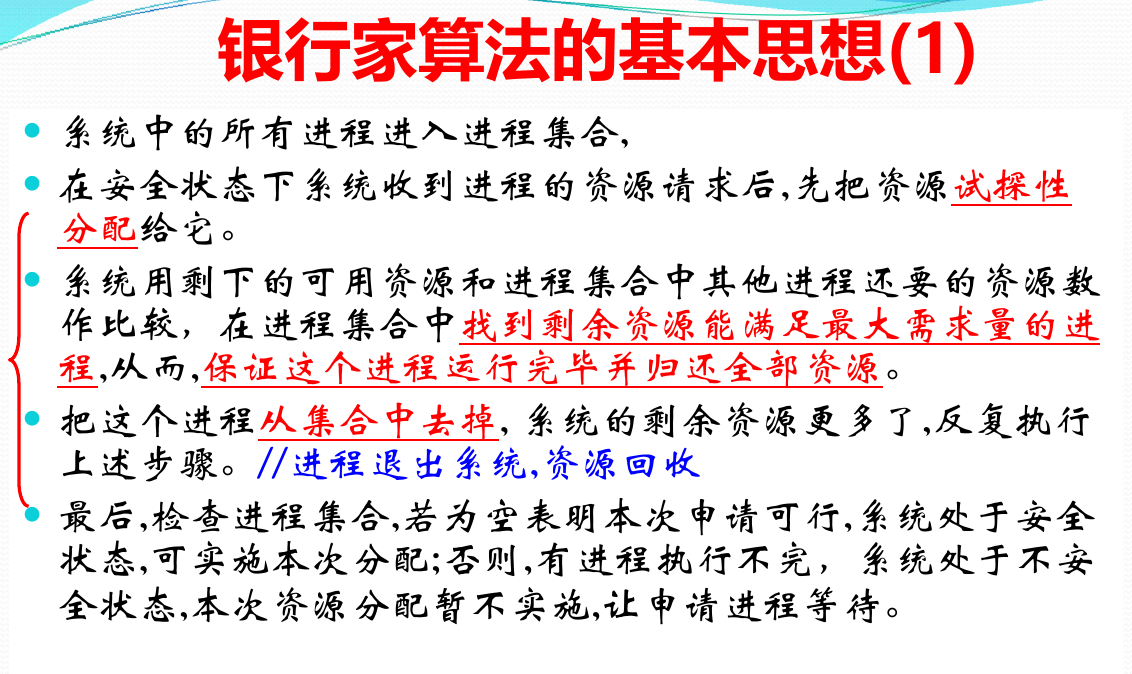 银行家算法的基本思想(1)
系统中的所有进程进入进程集合,
在安全状态下系统收到进程的资源请求后,先把资源试探性
分配给它。
系统用剩下的可用资源和进程集合中其他进程还要的资源数
作比较，在进程集合中找到剩余资源能满足最大需求量的进
程,从而,保证这个进程运行完毕并归还全部资源。
把这个进程从集合中去掉, 系统的剩余资源更多了,反复执行
上述步骤。//进程退出系统,资源回收
最后,检查进程集合,若为空表明本次申请可行,系统处于安全
状态,可实施本次分配;否则,有进程执行不完，系统处于不安
全状态,本次资源分配暂不实施,让申请进程等待。